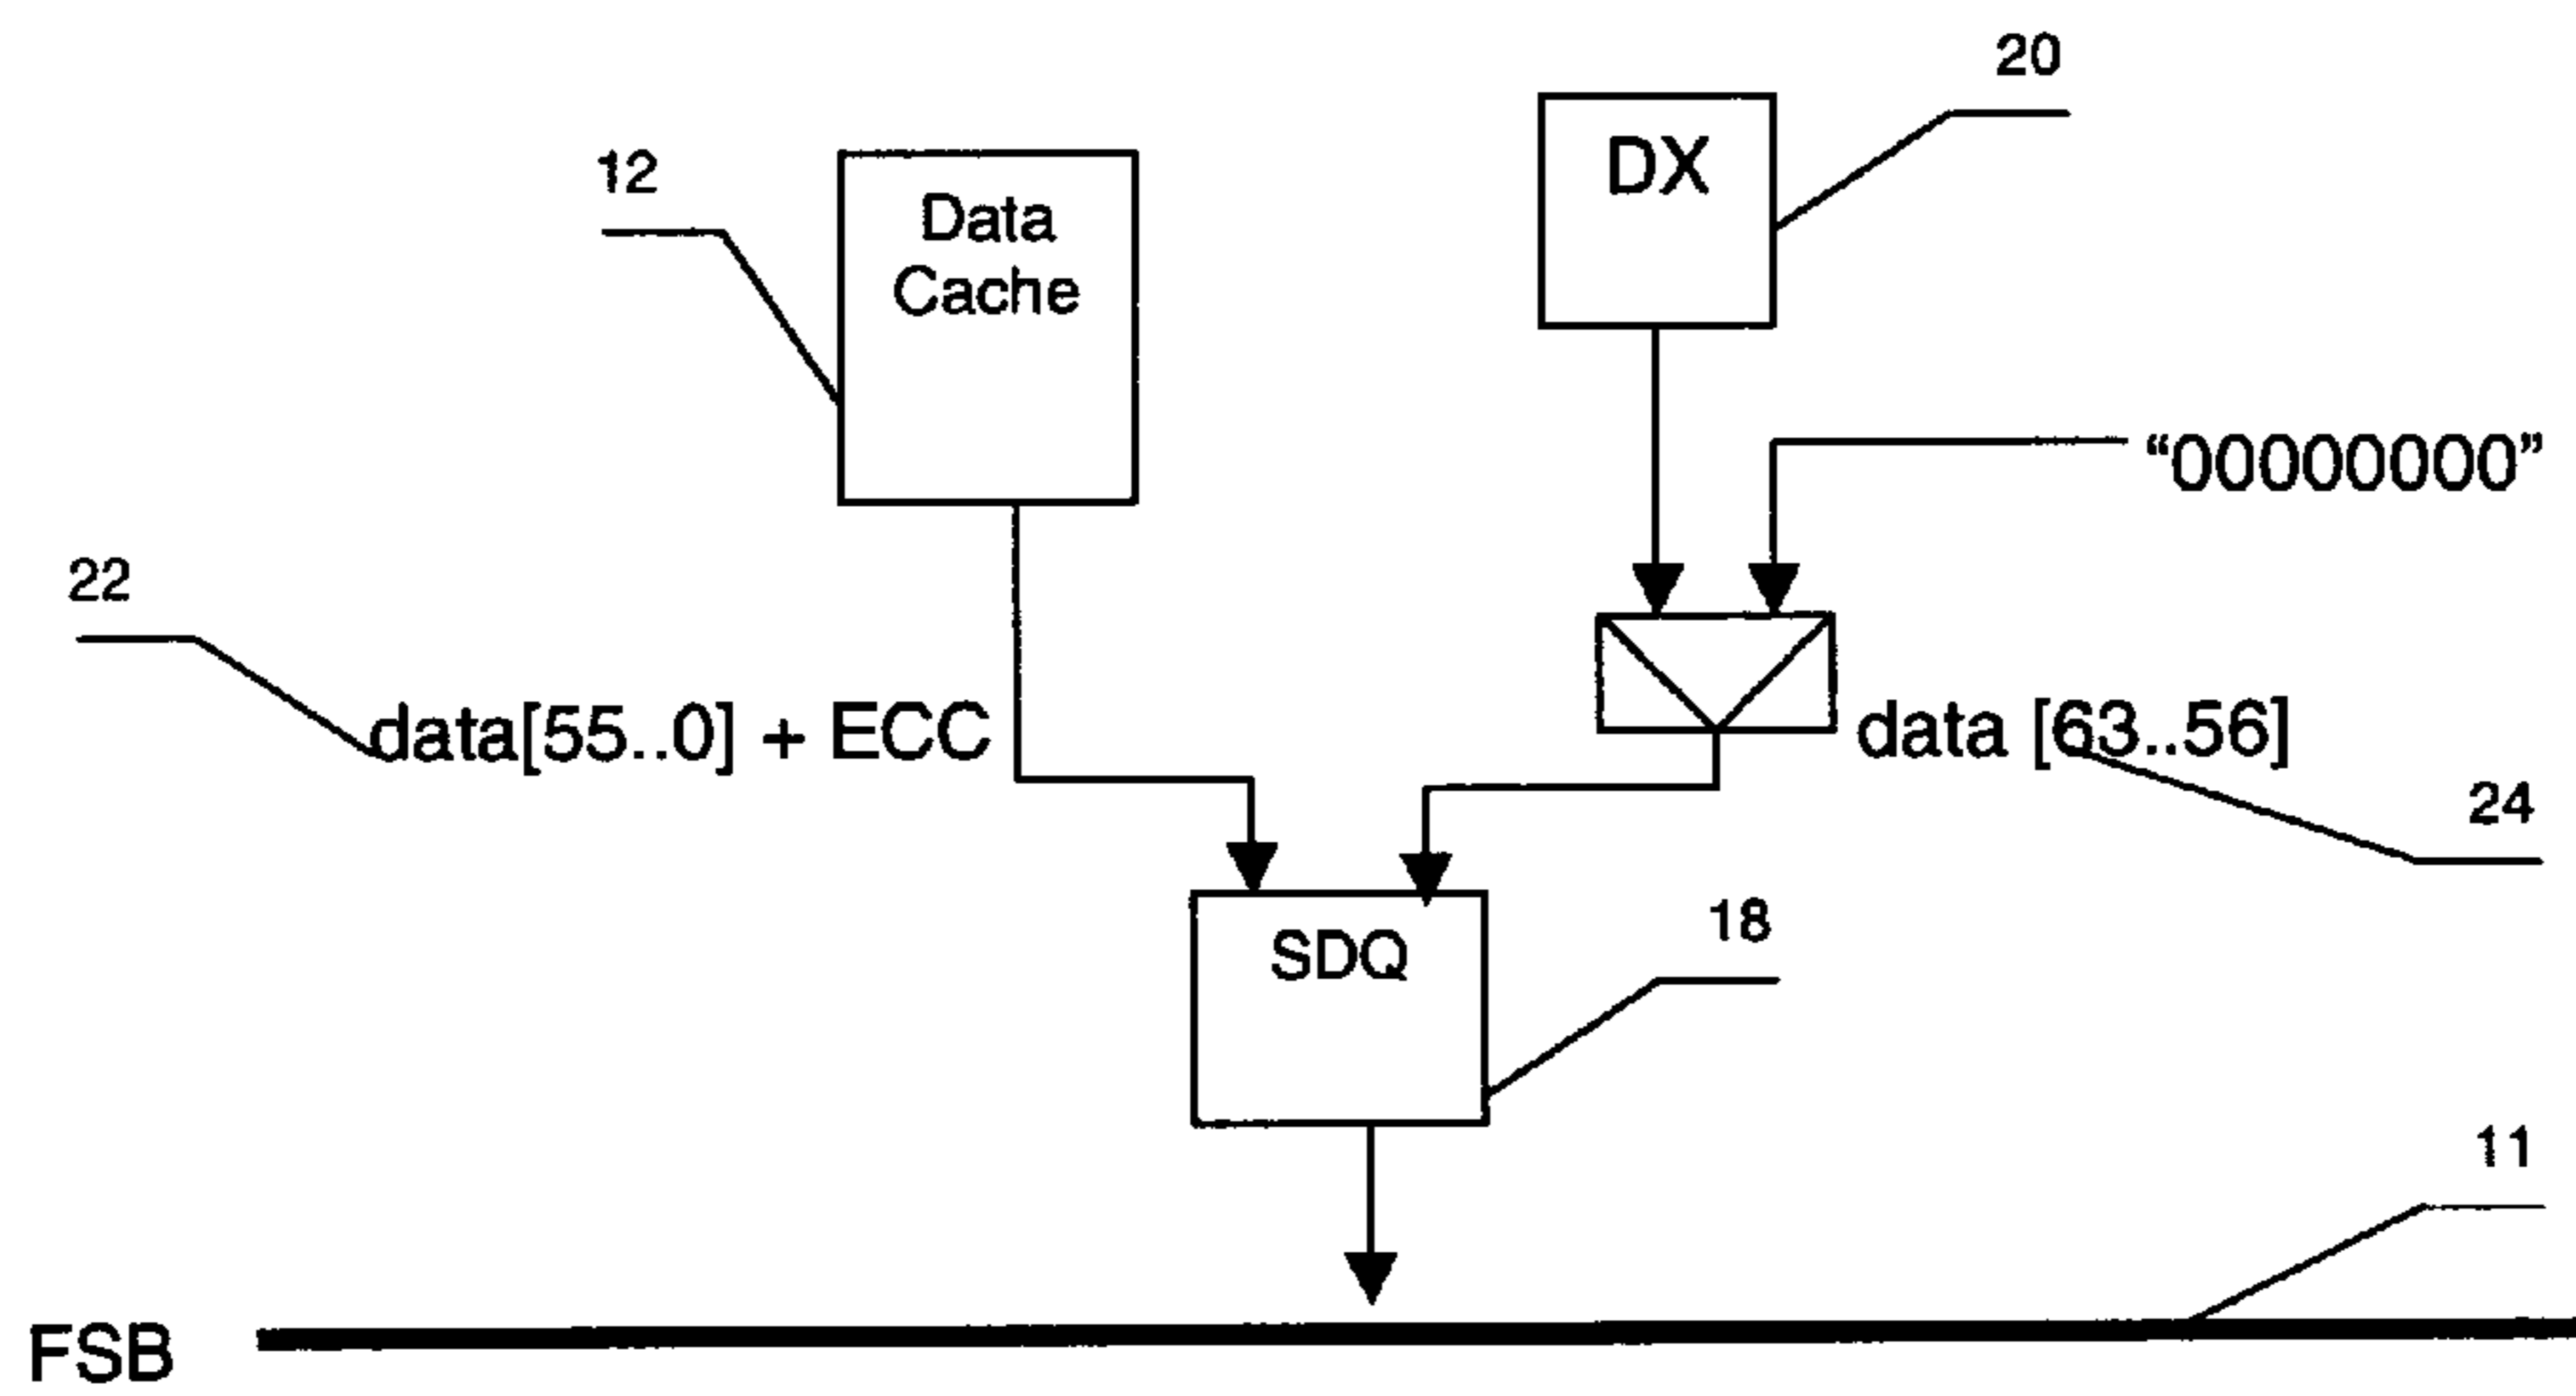 20
DX
12
Data
Cache
“00000000”
22
data[55..0] + ECC
data [63..56]
24
18
SDQ
11
FSB